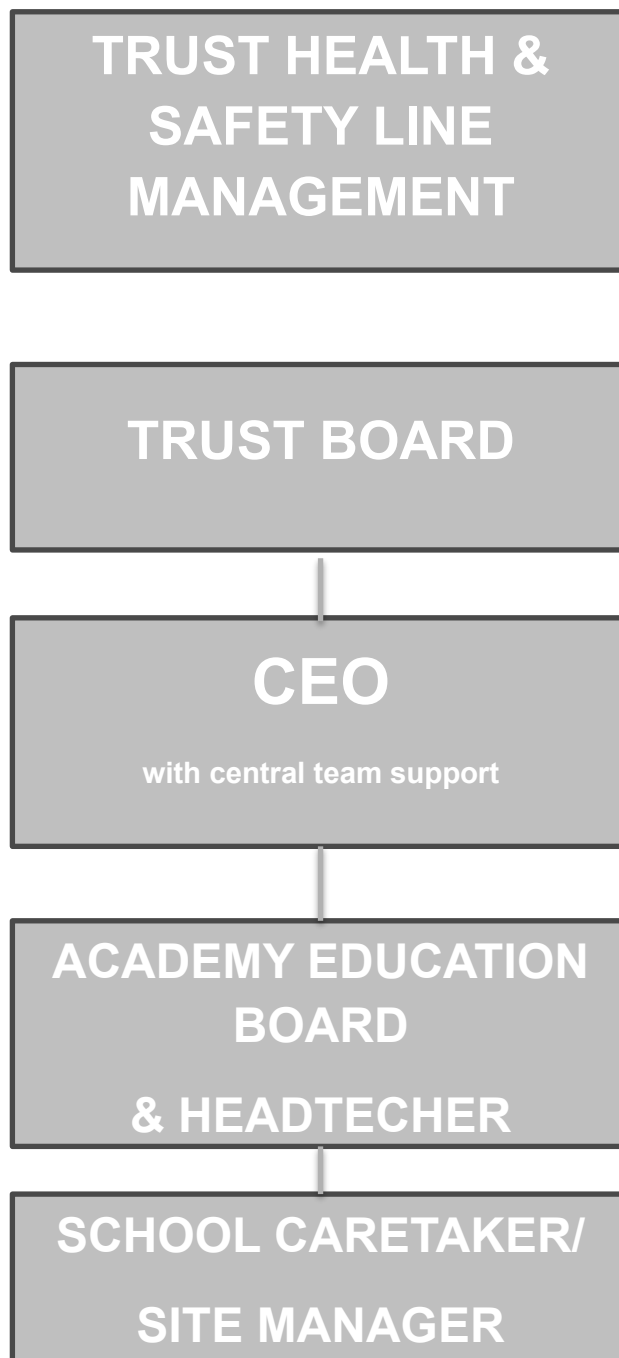 TRUST HEALTH &
SAFETY LINE
MANAGEMENT
TRUST BOARD
CEO
with central team support
ACADEMY EDUCATION
BOARD
& HEADTECHER
SCHOOL CARETAKER/
SITE MANAGER